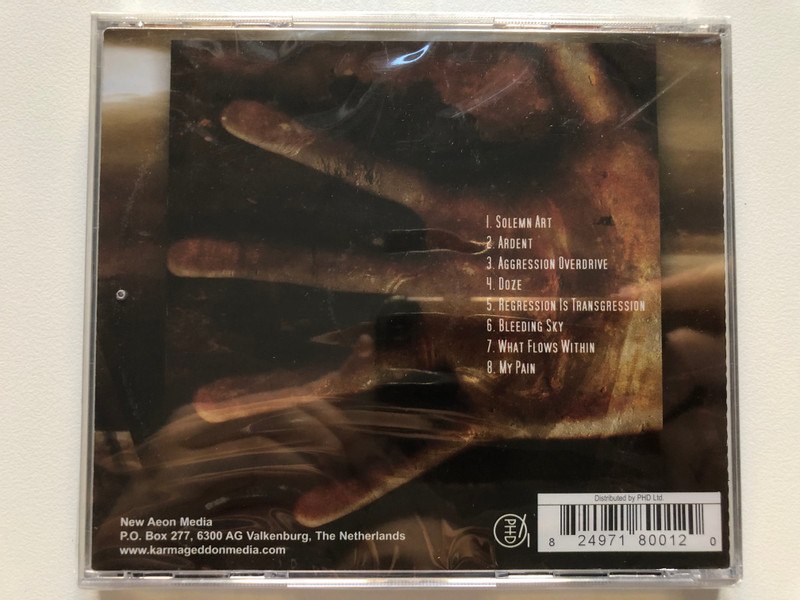 1. Solemn Art
2. Ardent
3. Aggression Overdrive
4. Doze
5. Regression Is Transgression
6. Bleeding Sky
7. What Flows Within
8. My Pain
New Aeon Media
P.O. Box 277, 6300 AG Valkenburg, The Netherlands
www.karmageddonmedia.com
PHD
Distributed by PHD Ltd.
8 24971 80012 0